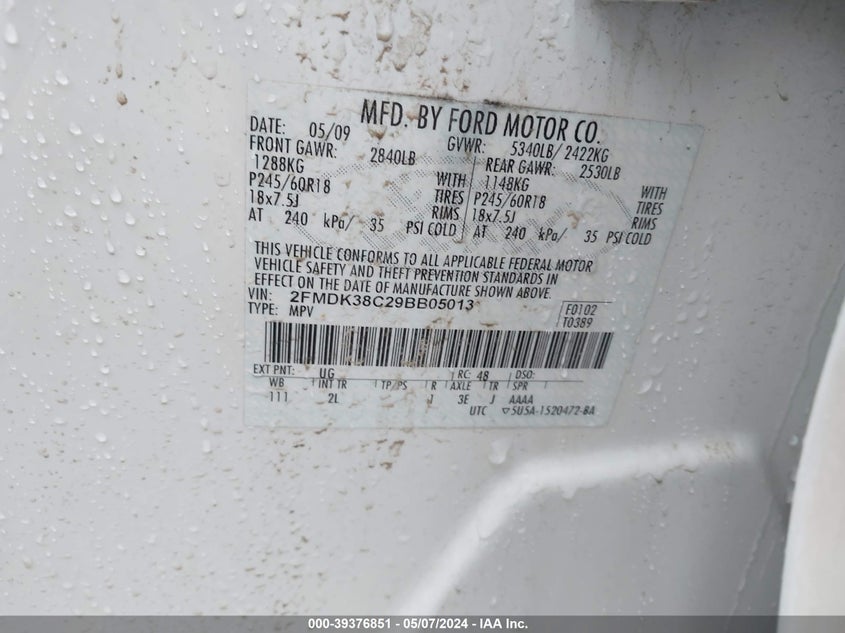 MFD. BY FORD MOTOR CO.
DATE: 05/09 GVWR: 5340LB/2422KG
FRONT GAWR: 2840LB REAR GAWR: 2530LB
1288KG WITH 1148KG WITH
P245/60R18 TIRES P245/60R18 TIRES
18x7.5J RIMS 18x7.5J RIMS
AT 240 kPa/ 35 PSI COLD AT 240 kPa/ 35 PSI COLD
THIS VEHICLE CONFORMS TO ALL APPLICABLE FEDERAL MOTOR
VEHICLE SAFETY AND THEFT PREVENTION STANDARDS IN
EFFECT ON THE DATE OF MANUFACTURE SHOWN ABOVE.
VIN: 2FMDK38C29BB05013 F0102
TYPE: MPV T0389
EXT PNT: UG RC: 48 DSO:
WB INT TR TP/PS R AXLE TR SPR
111 2L 1 3E J AAAA
UTC ▽5U5A-1520472-BA
000-39376851 - 05/07/2024 - IAA Inc.